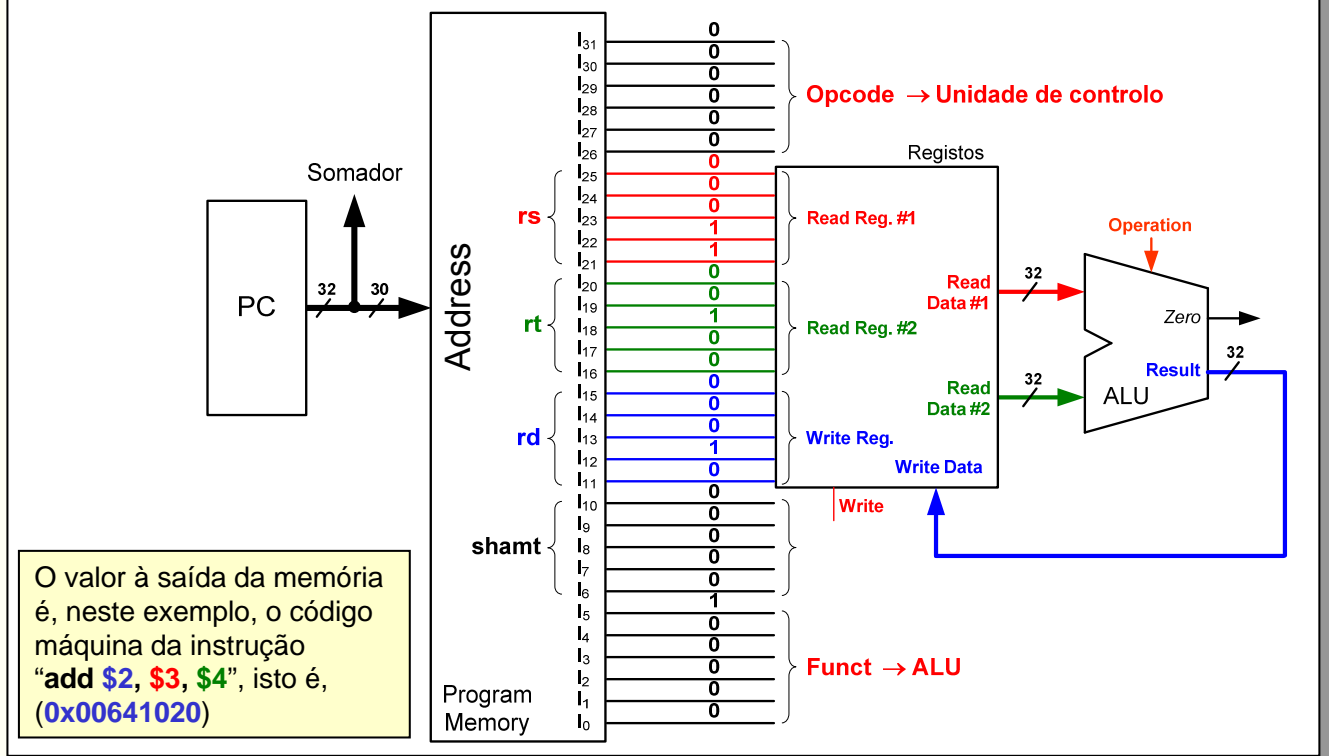 PC
Somador
32
30
Address
Program
Memory
I31 0
I30 0
I29 0
I28 0
I27 0
I26 0
Opcode → Unidade de controlo
rs
I25 0
I24 0
I23 0
I22 1
I21 1
Read Reg. #1
rt
I20 0
I19 0
I18 1
I17 0
I16 0
Read Reg. #2
rd
I15 0
I14 0
I13 0
I12 1
I11 0
Write Reg.
shamt
I10 0
I9 0
I8 0
I7 0
I6 0
I5 1
I4 0
I3 0
I2 0
I1 0
I0 0
Funct → ALU
Registos
Read
Data #1
Read
Data #2
Write Data
Write
32
32
Operation
ALU
Zero
Result
32
O valor à saída da memória
é, neste exemplo, o código
máquina da instrução
“add $2, $3, $4”, isto é,
(0x00641020)